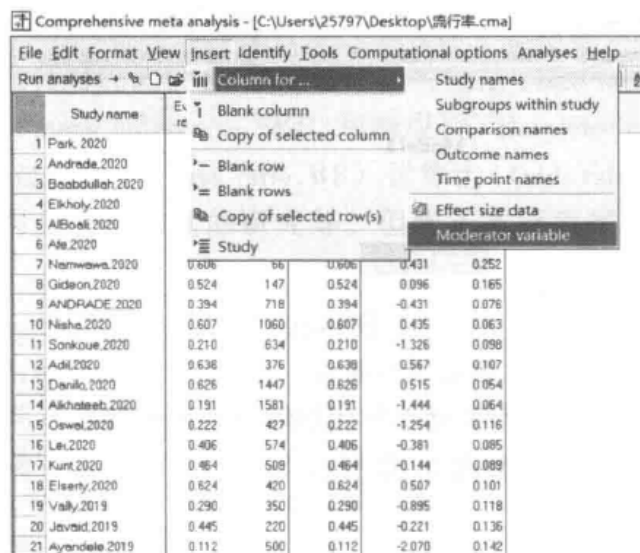 Comprehensive meta analysis - [C:\Users\25797\Desktop\流行率.cma]
File Edit Format View Insert Identify Tools Computational options Analyses Help
Run analyses
Column for ...
Blank column
Copy of selected column
Blank row
Blank rows
Copy of selected row(s)
Study
Study names
Subgroups within study
Comparison names
Outcome names
Time point names
Effect size data
Moderator variable
Study name
1 Park, 2020
2 Andrade,2020
3 Baabdullah,2020
4 Elkholy,2020
5 AlBoali,2020
6 Ate,2020
7 Namwawa,2020 0.606 66 0.606 0.431 0.252
8 Gideon,2020 0.524 147 0.524 0.096 0.165
9 ANDRADE,2020 0.394 718 0.394 -0.431 0.076
10 Nisha,2020 0.607 1060 0.607 0.435 0.063
11 Sonkoue,2020 0.210 634 0.210 -1.326 0.098
12 Adil,2020 0.638 376 0.638 0.567 0.107
13 Danilo,2020 0.626 1447 0.626 0.515 0.054
14 Alkhateeb,2020 0.191 1581 0.191 -1.444 0.064
15 Oswal,2020 0.222 427 0.222 -1.254 0.116
16 Lei,2020 0.406 574 0.406 -0.381 0.085
17 Kunt,2020 0.464 509 0.464 -0.144 0.089
18 Elserty,2020 0.624 420 0.624 0.507 0.101
19 Vally,2019 0.290 350 0.290 -0.895 0.118
20 Javaid,2019 0.445 220 0.445 -0.221 0.136
21 Ayandele,2019 0.112 500 0.112 -2.070 0.142